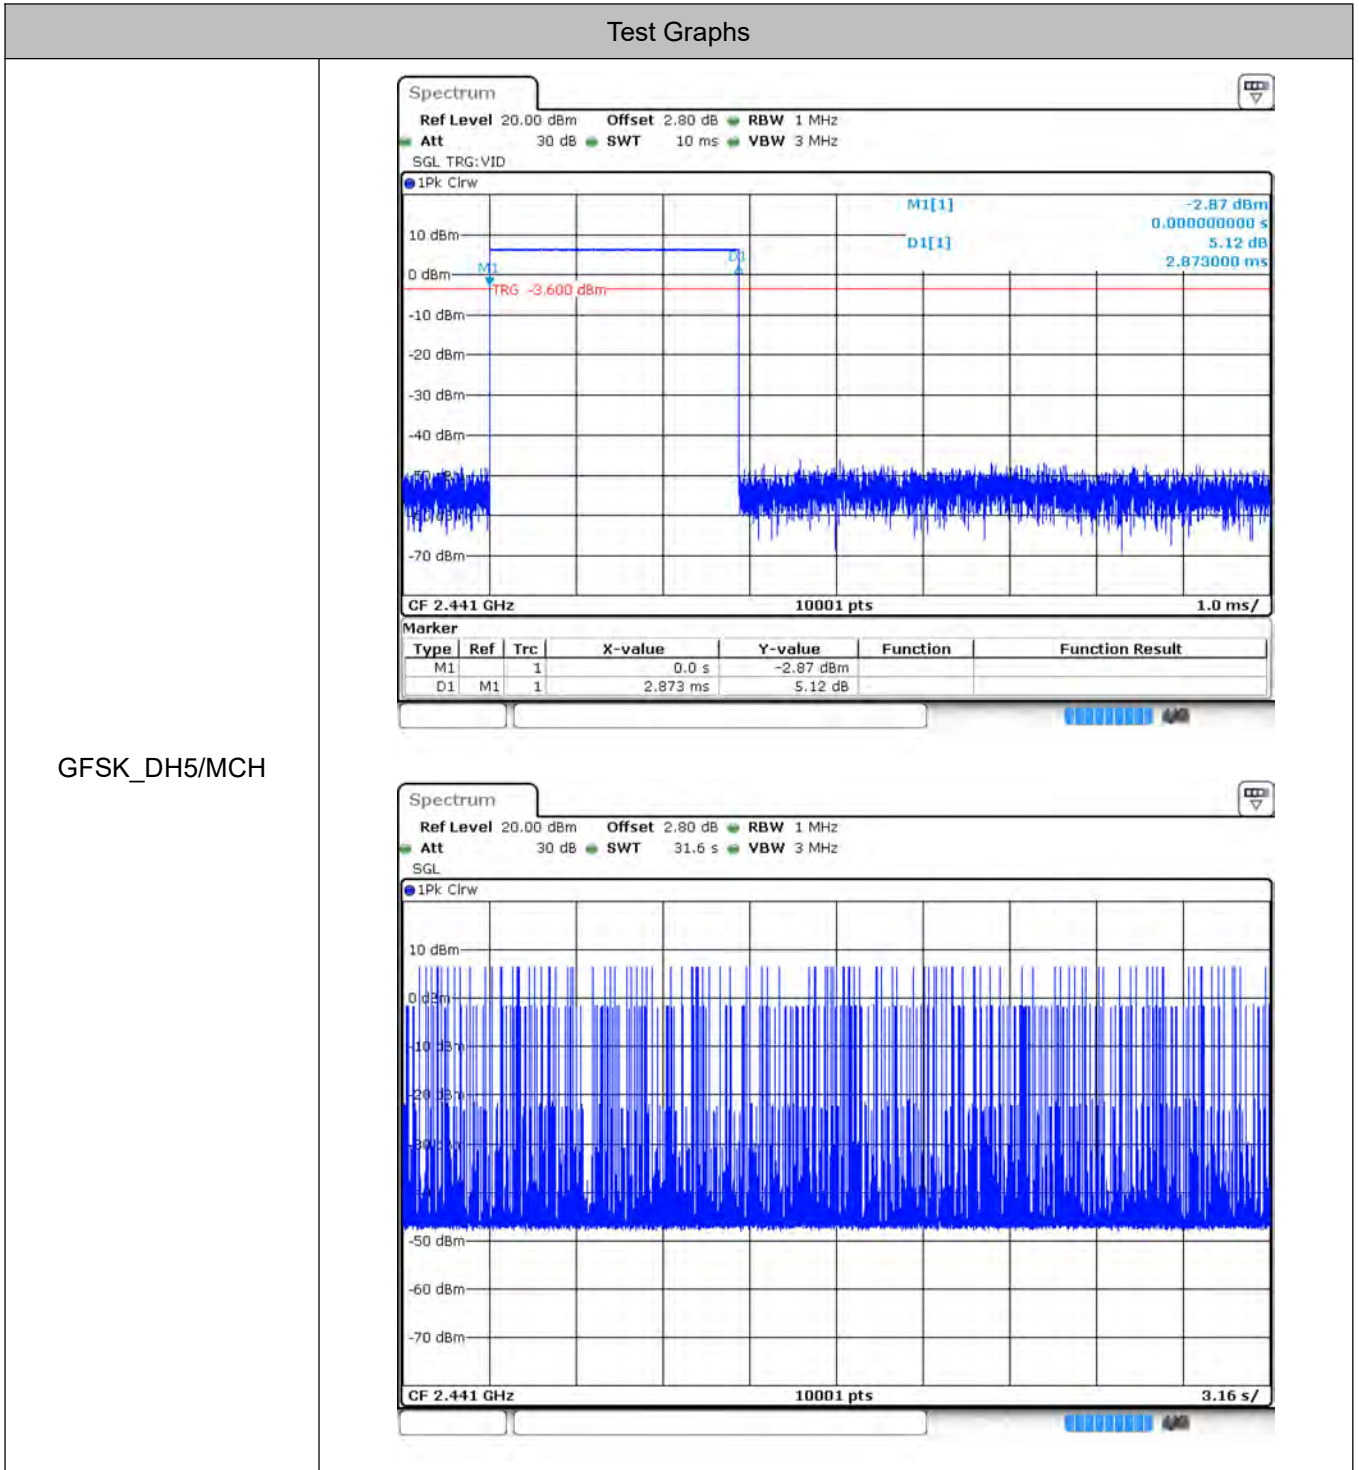 Test Graphs
GFSK_DH5/MCH
Spectrum
Ref Level 20.00 dBm Offset 2.80 dB RBW 1 MHz
Att 30 dB SWT 10 ms VBW 3 MHz
SGL TRG:VID
1Pk Clrw
M1[1] -2.87 dBm
0.000000000 s
10 dBm
D1[1] 5.12 dB
2.873000 ms
M1
D1
0 dBm
TRG -3.600 dBm
-10 dBm
-20 dBm
-30 dBm
-40 dBm
-70 dBm
CF 2.441 GHz 10001 pts 1.0 ms/
Marker
Type Ref Trc X-value Y-value Function Function Result
M1 1 0.0 s -2.87 dBm
D1 M1 1 2.873 ms 5.12 dB
Spectrum
Ref Level 20.00 dBm Offset 2.80 dB RBW 1 MHz
Att 30 dB SWT 31.6 s VBW 3 MHz
SGL
1Pk Clrw
10 dBm
0 dBm
-10 dBm
-20 dBm
-50 dBm
-60 dBm
-70 dBm
CF 2.441 GHz 10001 pts 3.16 s/